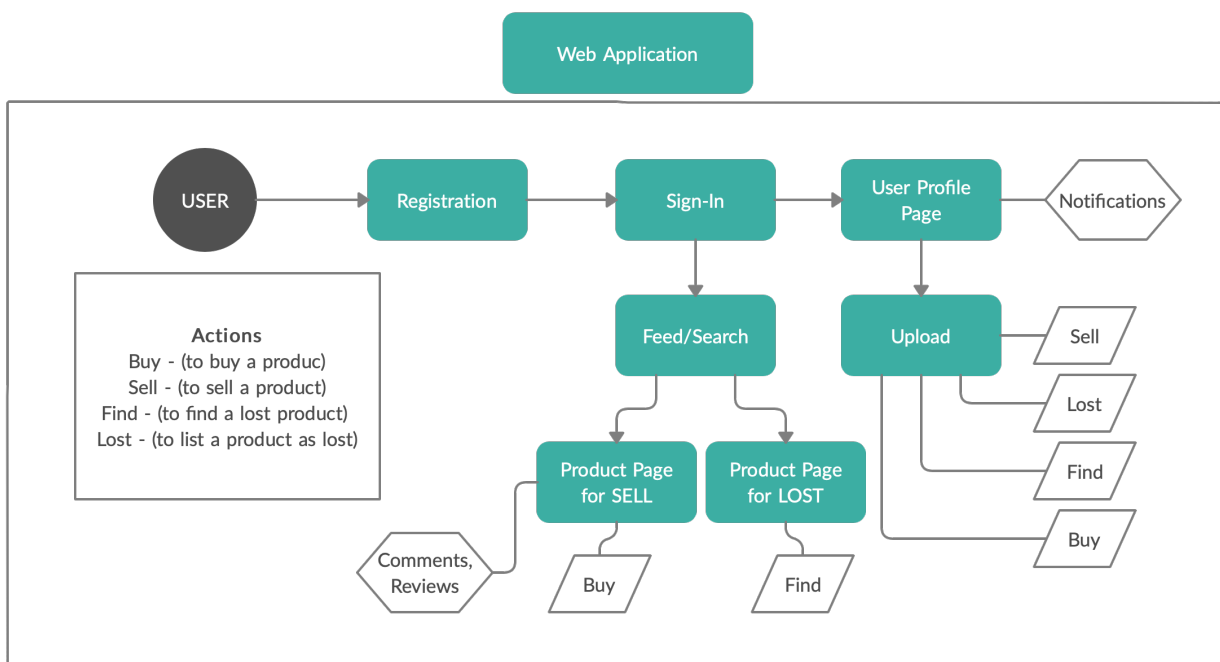 Web Application
USER
Registration
Sign-In
User Profile
Page
Notifications
Actions
Buy - (to buy a produc)
Sell - (to sell a product)
Find - (to find a lost product)
Lost - (to list a product as lost)
Feed/Search
Upload
Sell
Lost
Find
Buy
Product Page
for SELL
Product Page
for LOST
Comments,
Reviews
Buy
Find